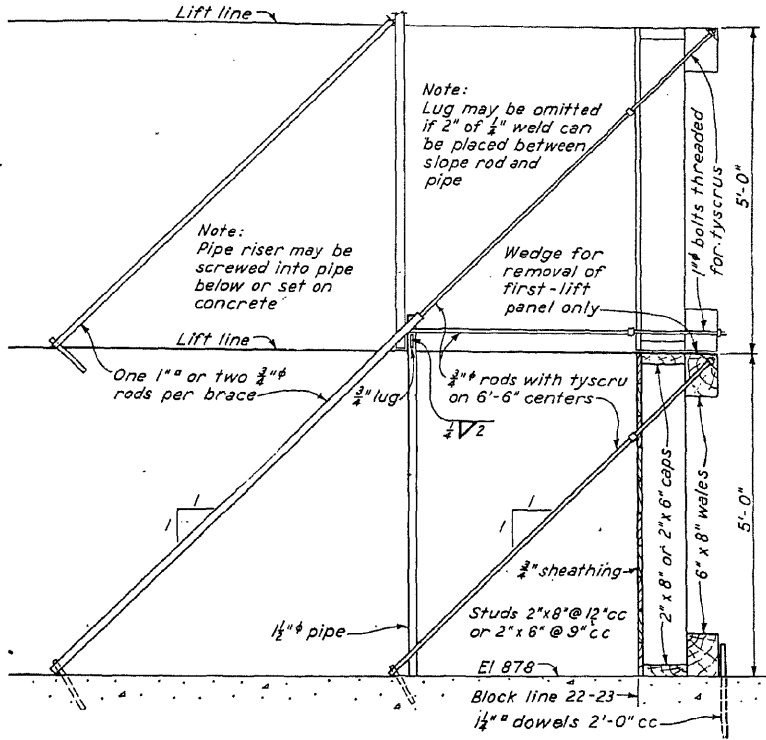 Lift line
Note:
Lug may be omitted
if 2" of 1/4" weld can
be placed between
slope rod and
pipe
1"ϕ bolts threaded
for tyscrus
5'-0"
Note:
Pipe riser may be
screwed into pipe
below or set on
concrete
Wedge for
removal of
first-lift
panel only
Lift line
One 1"▫ or two 3/4"ϕ
rods per brace
3/4" lug
3/4"ϕ rods with tyscru
on 6'-6" centers
1/4 2
1
1
1
1
3/4" sheathing
2"x 8" or 2"x 6" caps
6"x 8" wales
5'-0"
Studs 2"x8"@ 12"cc
or 2"x 6"@ 9"cc
1 1/2"ϕ pipe
El 878
Block line 22-23
1 1/4"▫ dowels 2'-0" cc